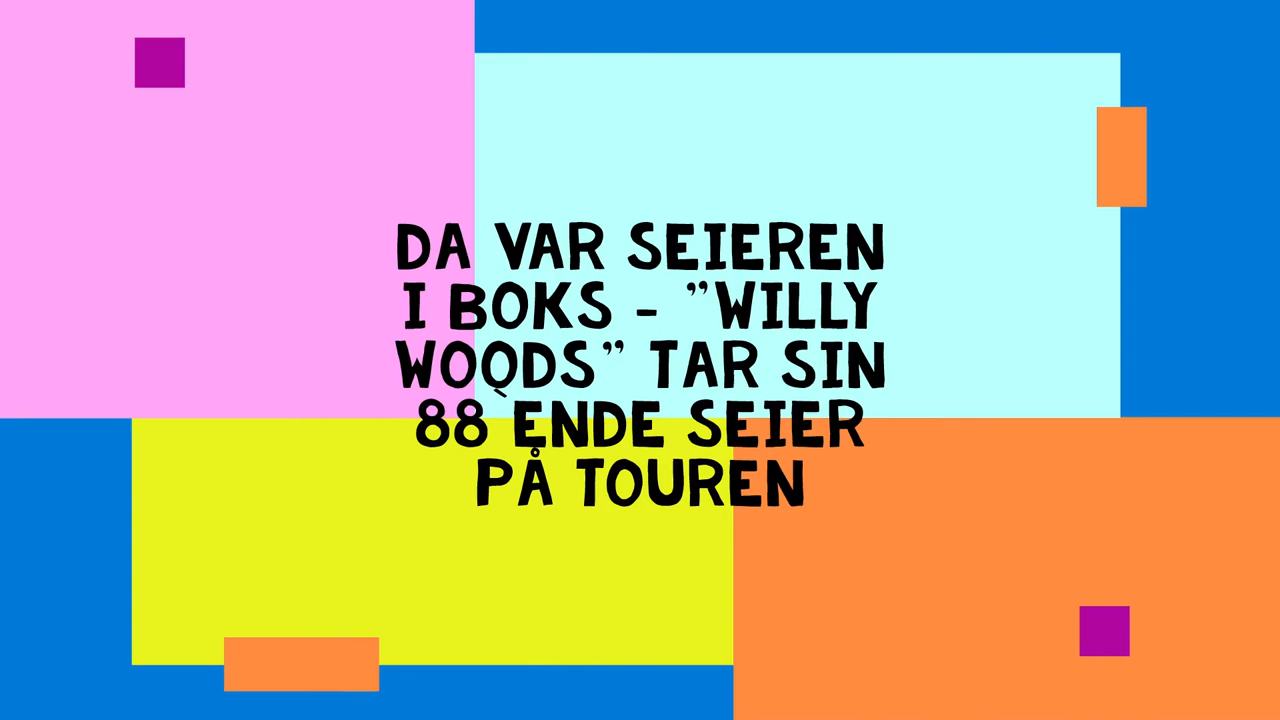 DA VAR SEIEREN
I BOKS - "WILLY
WOODS" TAR SIN
88 ENDE SEIER
PÅ TOUREN